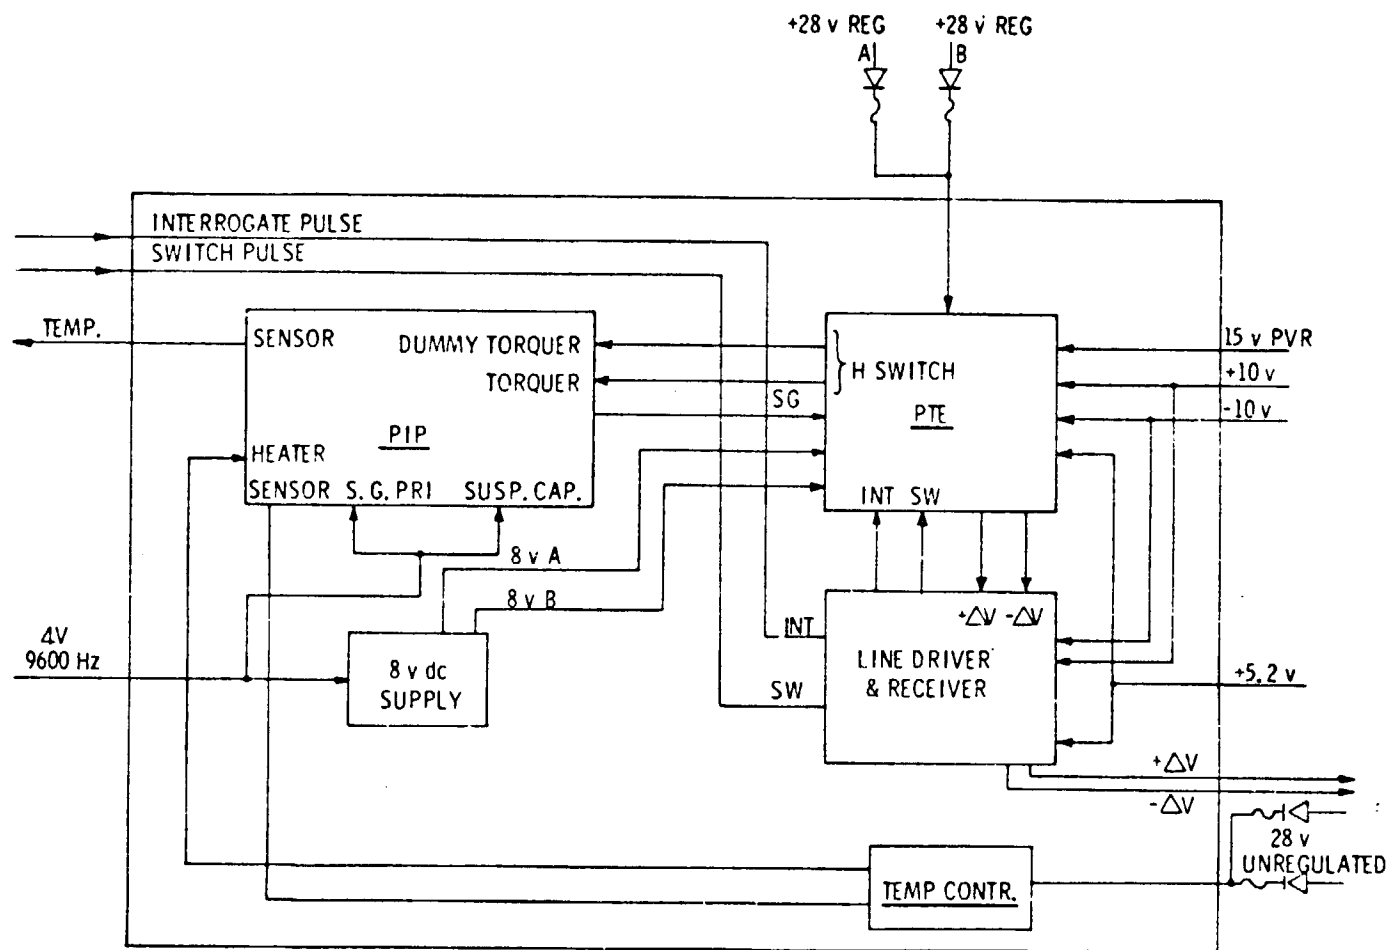 +28 v REG +28 v REG
A B
INTERROGATE PULSE
SWITCH PULSE
TEMP.
SENSOR
DUMMY TORQUER
TORQUER
PIP
HEATER
SENSOR S.G. PRI SUSP. CAP.
SG
H SWITCH
PTE
INT SW
15 v PVR
+10 v
-10 v
8 v A
8 v B
4V
9600 Hz
8 v dc
SUPPLY
INT
SW
+ΔV -ΔV
LINE DRIVER
& RECEIVER
+5.2 v
+ΔV
-ΔV
28 v
UNREGULATED
TEMP CONTR.